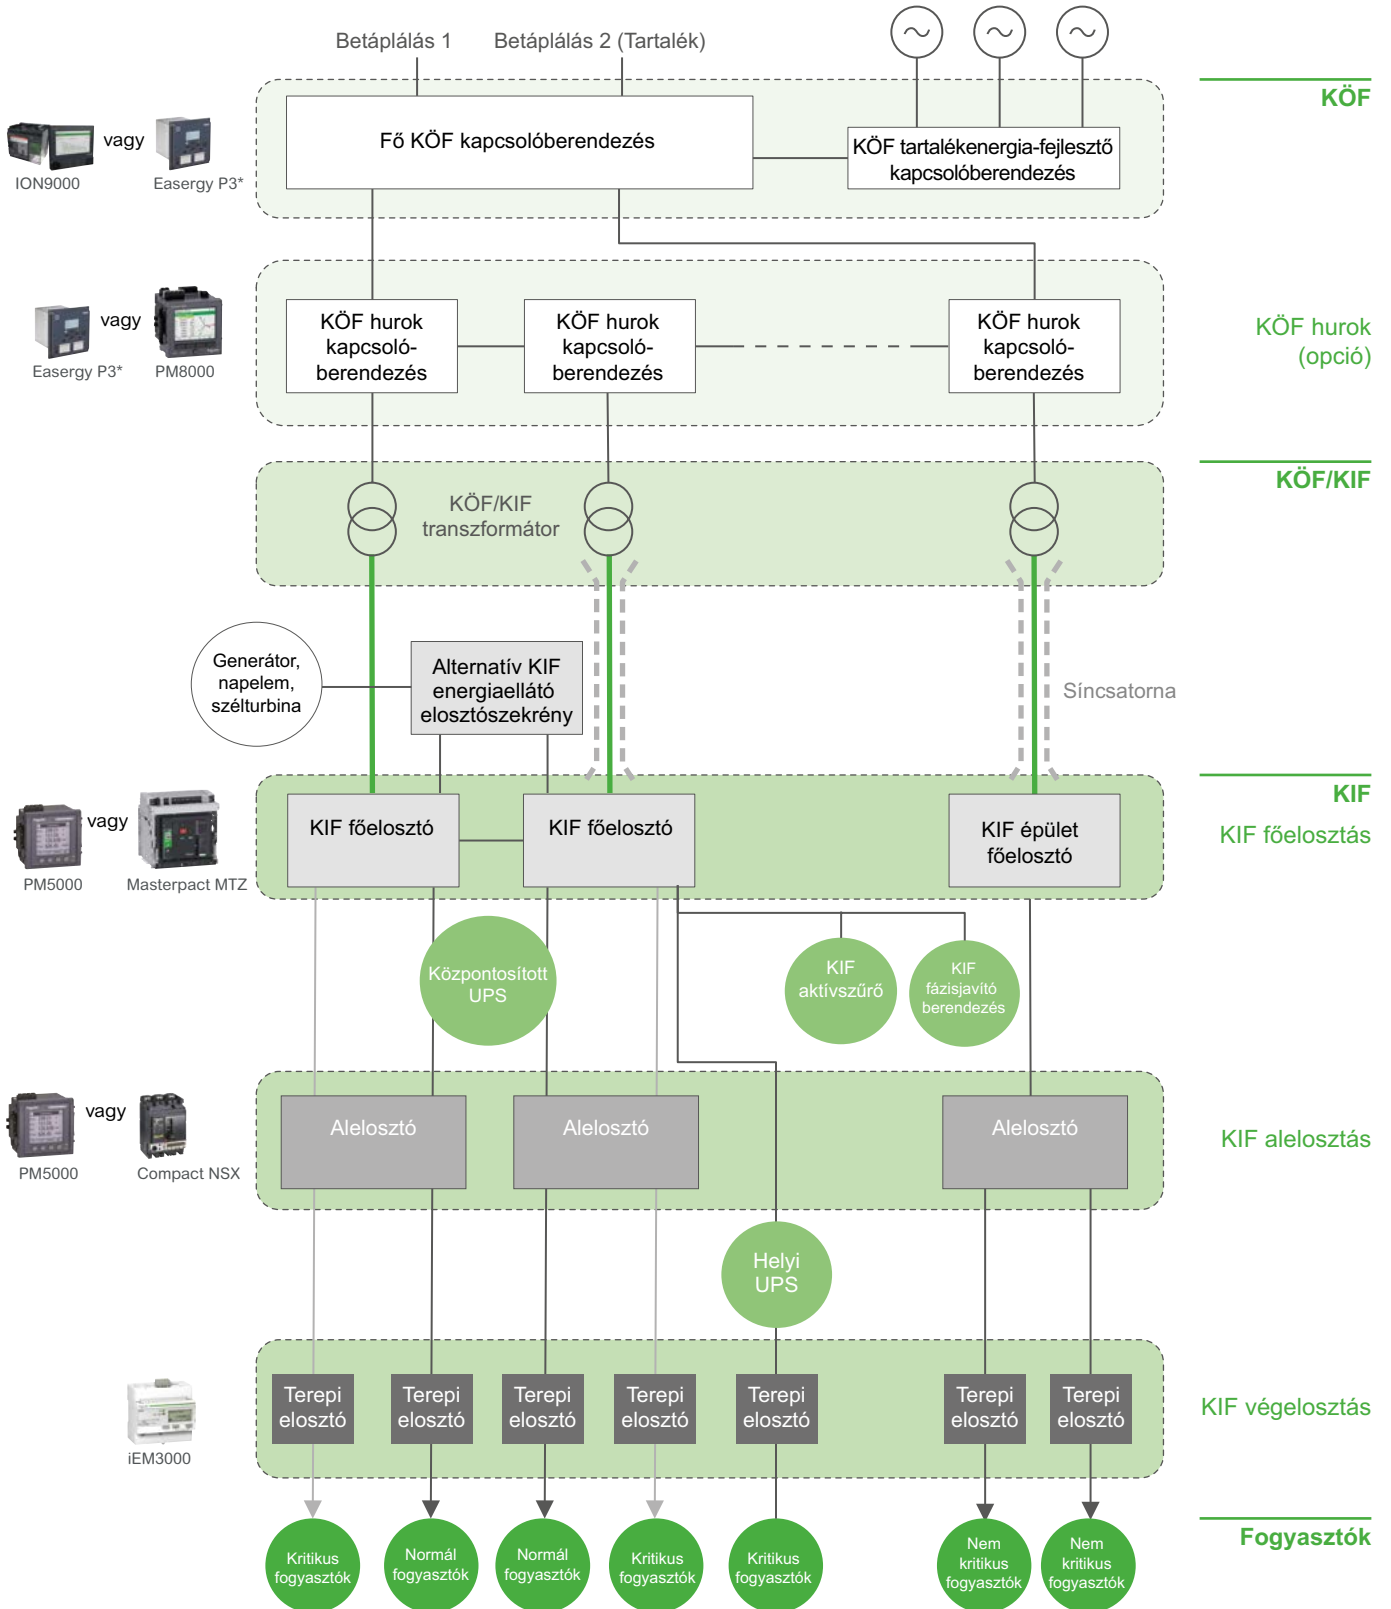 Betáplálás 1
Betáplálás 2 (Tartalék)
KÖF
Fő KÖF kapcsolóberendezés
KÖF tartalékenergia-fejlesztő
kapcsolóberendezés
vagy
ION9000
Easergy P3*
KÖF hurok
kapcsoló-
berendezés
KÖF hurok
kapcsoló-
berendezés
KÖF hurok
kapcsoló-
berendezés
KÖF hurok
(opció)
vagy
Easergy P3*
PM8000
KÖF/KIF
KÖF/KIF
transzformátor
Generátor,
napelem,
szélturbina
Alternatív KIF
energiaellátó
elosztószekrény
Síncsatorna
KIF
KIF főelosztás
vagy
PM5000
Masterpact MTZ
KIF főelosztó
KIF főelosztó
KIF épület
főelosztó
Központosított
UPS
KIF
aktívszűrő
KIF
fázisjavító
berendezés
vagy
PM5000
Compact NSX
Alelosztó
Alelosztó
Alelosztó
KIF alelosztás
Helyi
UPS
iEM3000
Terepi
elosztó
Terepi
elosztó
Terepi
elosztó
Terepi
elosztó
Terepi
elosztó
Terepi
elosztó
Terepi
elosztó
KIF végelosztás
Fogyasztók
Kritikus
fogyasztók
Normál
fogyasztók
Normál
fogyasztók
Kritikus
fogyasztók
Kritikus
fogyasztók
Nem
kritikus
fogyasztók
Nem
kritikus
fogyasztók